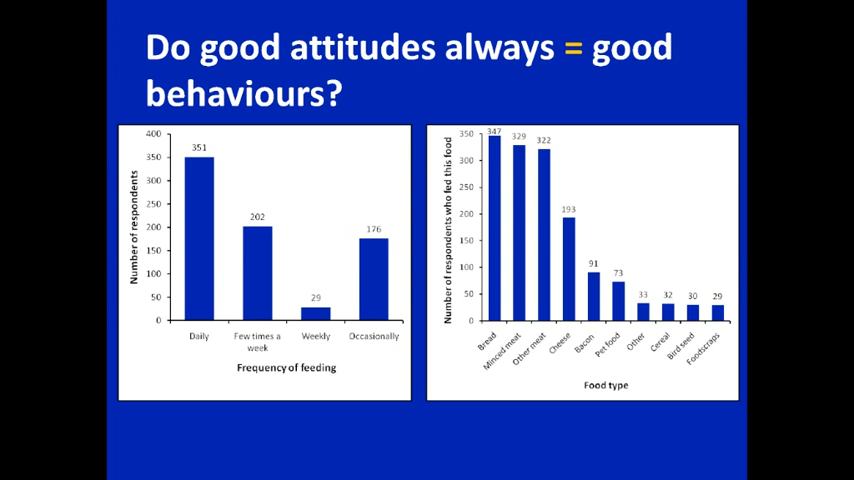 Do good attitudes always = good
behaviours?
400
350
300
250
200
150
100
50
0
Number of respondents
351
202
29
176
Daily
Few times a
week
Weekly
Occasionally
Frequency of feeding
350
300
250
200
150
100
50
0
Number of respondents who fed this food
347
329
322
193
91
73
33
32
30
29
Bread
Minced meat
Other meat
Cheese
Bacon
Pet food
Other
Cereal
Bird seed
Foodscraps
Food type